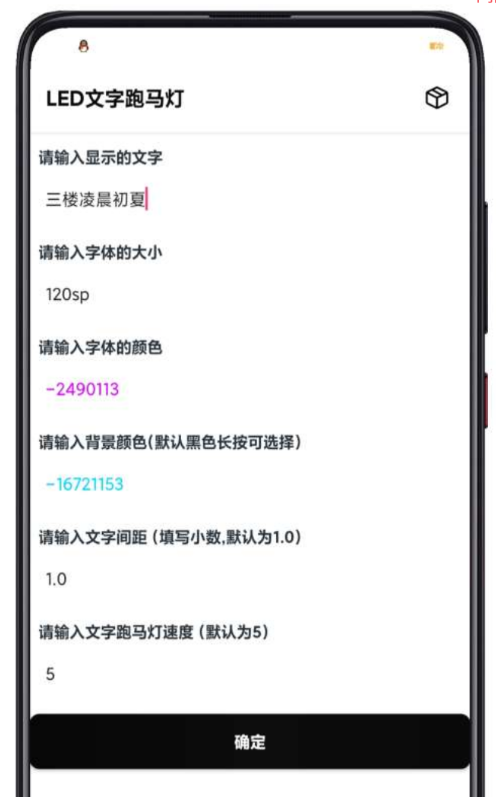 LED文字跑马灯
请输入显示的文字
三楼凌晨初夏
请输入字体的大小
120sp
请输入字体的颜色
-2490113
请输入背景颜色(默认黑色长按可选择)
-16721153
请输入文字间距 (填写小数,默认为1.0)
1.0
请输入文字跑马灯速度 (默认为5)
5
确定